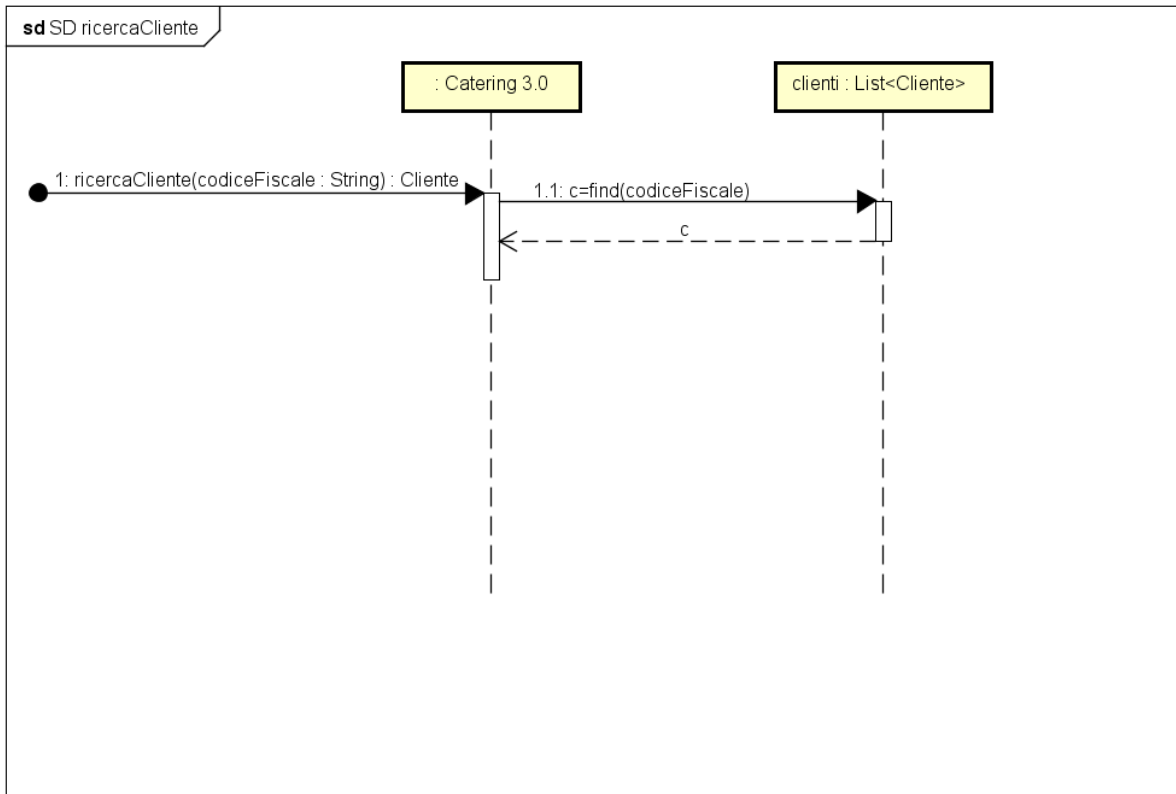 sd SD ricercaCliente
: Catering 3.0
clienti : List<Cliente>
1: ricercaCliente(codiceFiscale : String) : Cliente
1.1: c=find(codiceFiscale)
c